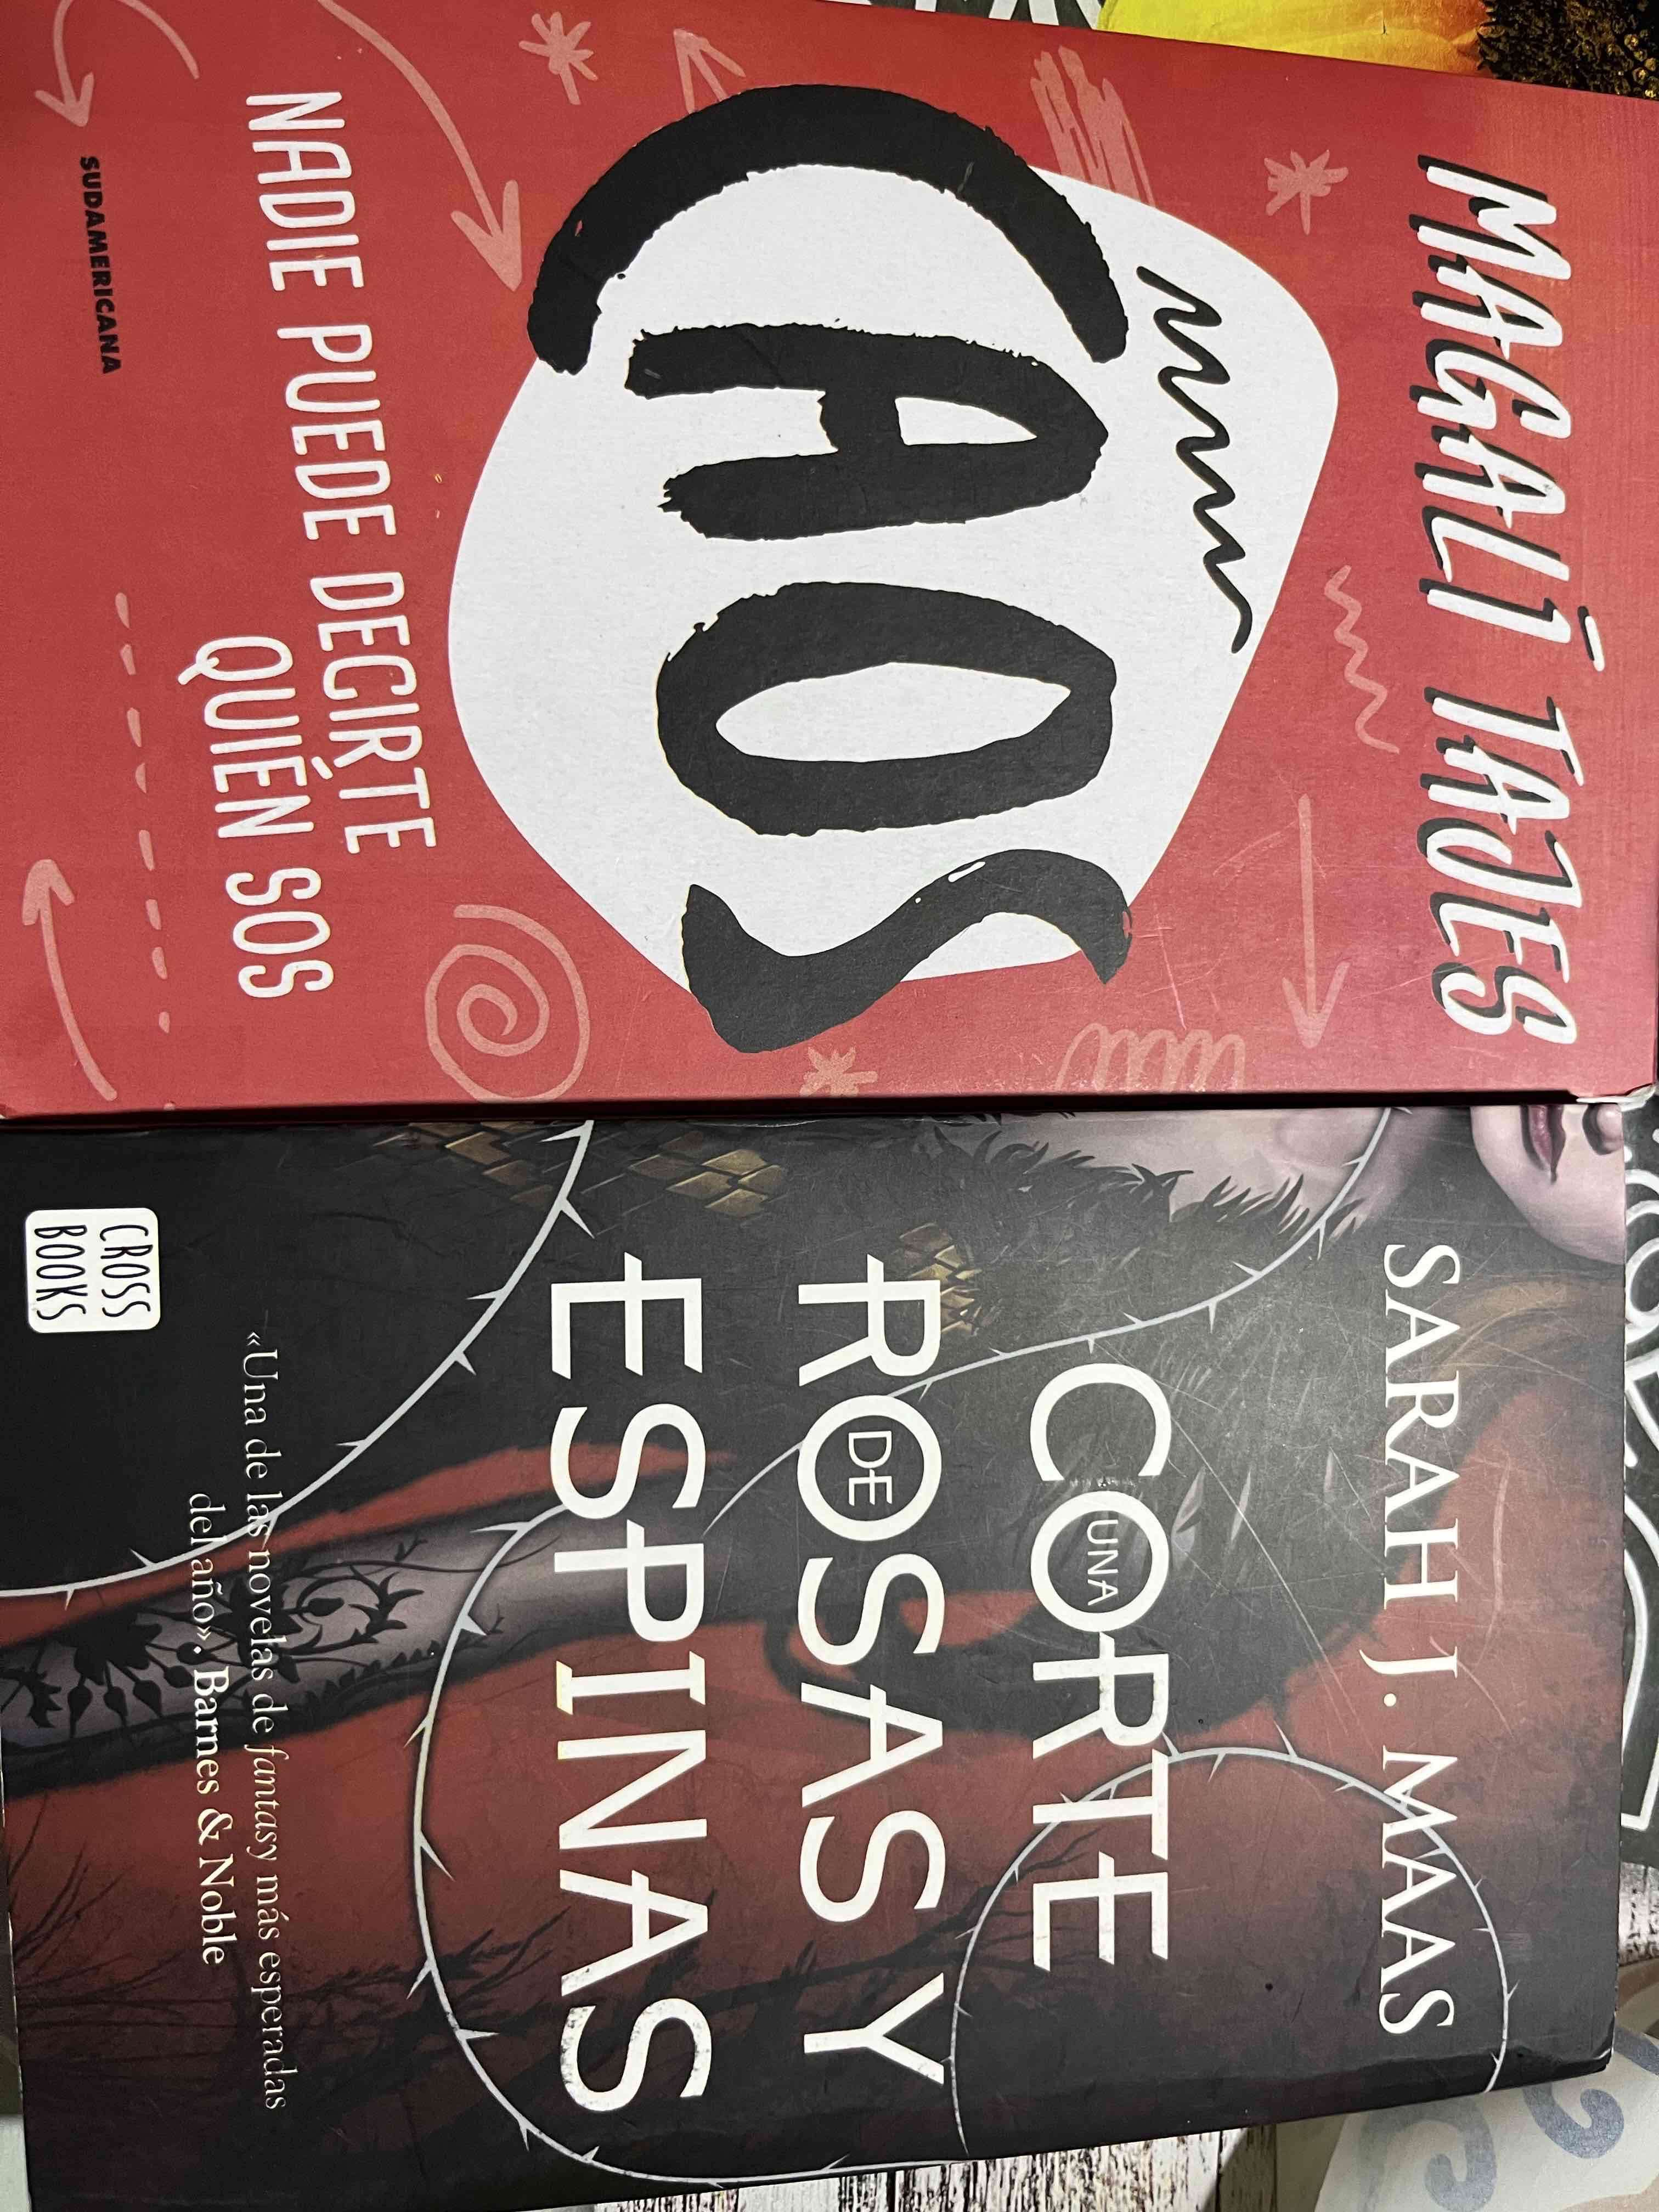 MAGALÍ TAJES
CAOS
NADIE PUEDE DECIRTE
QUIÉN SOS
SUDAMERICANA
SARAH J. MAAS
UNA
CORTE
DE
ROSAS Y
ESPINAS
«Una de las novelas de fantasy más esperadas
del año». Barnes & Noble
CROSS
BOOKS